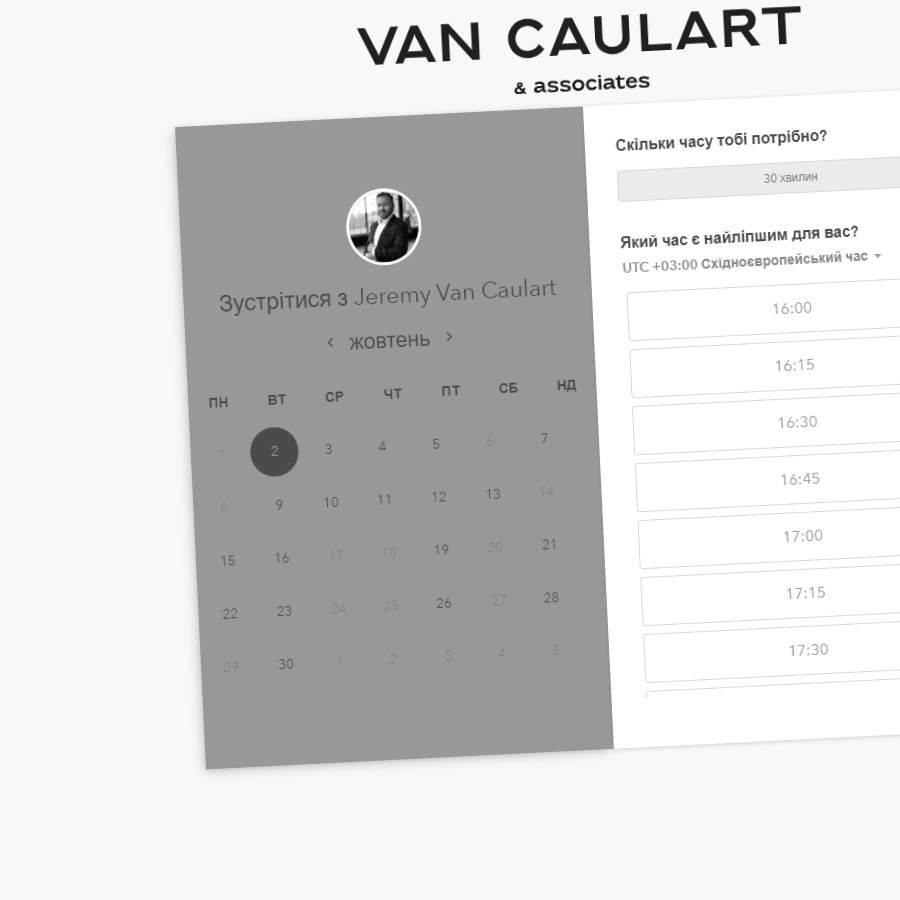 VAN CAULART
& associates
Зустрітися з Jeremy Van Caulart
‹ жовтень ›
ПН ВТ СР ЧТ ПТ СБ НД
1 2 3 4 5 6 7
8 9 10 11 12 13 14
15 16 17 18 19 20 21
22 23 24 25 26 27 28
29 30 1 2 3 4 5
Скільки часу тобі потрібно?
30 хвилин
Який час є найліпшим для вас?
UTC +03:00 Східноєвропейський час
16:00
16:15
16:30
16:45
17:00
17:15
17:30